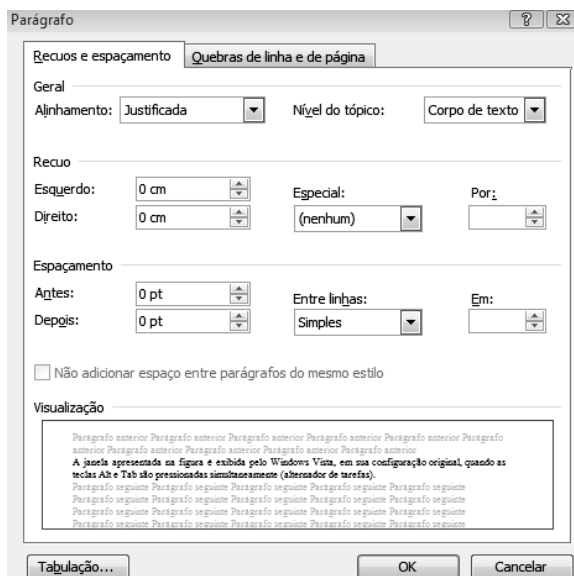 Parágrafo
Recuos e espaçamento Quebras de linha e de página
Geral
Alinhamento: Justificada Nível do tópico: Corpo de texto
Recuo
Esquerdo: 0 cm Especial: Por:
Direito: 0 cm (nenhum)
Espaçamento
Antes: 0 pt Entre linhas: Em:
Depois: 0 pt Simples
Não adicionar espaço entre parágrafos do mesmo estilo
Visualização
Parágrafo anterior Parágrafo anterior Parágrafo anterior Parágrafo anterior Parágrafo anterior Parágrafo
anterior Parágrafo anterior Parágrafo anterior Parágrafo anterior Parágrafo anterior
A janela apresentada na figura é exibida pelo Windows Vista, em sua configuração original, quando as
teclas Alt e Tab são pressionadas simultaneamente (alternador de tarefas).
Parágrafo seguinte Parágrafo seguinte Parágrafo seguinte Parágrafo seguinte Parágrafo seguinte
Parágrafo seguinte Parágrafo seguinte Parágrafo seguinte Parágrafo seguinte Parágrafo seguinte
Parágrafo seguinte Parágrafo seguinte Parágrafo seguinte Parágrafo seguinte Parágrafo seguinte
Parágrafo seguinte Parágrafo seguinte Parágrafo seguinte Parágrafo seguinte Parágrafo seguinte
Tabulação... OK Cancelar